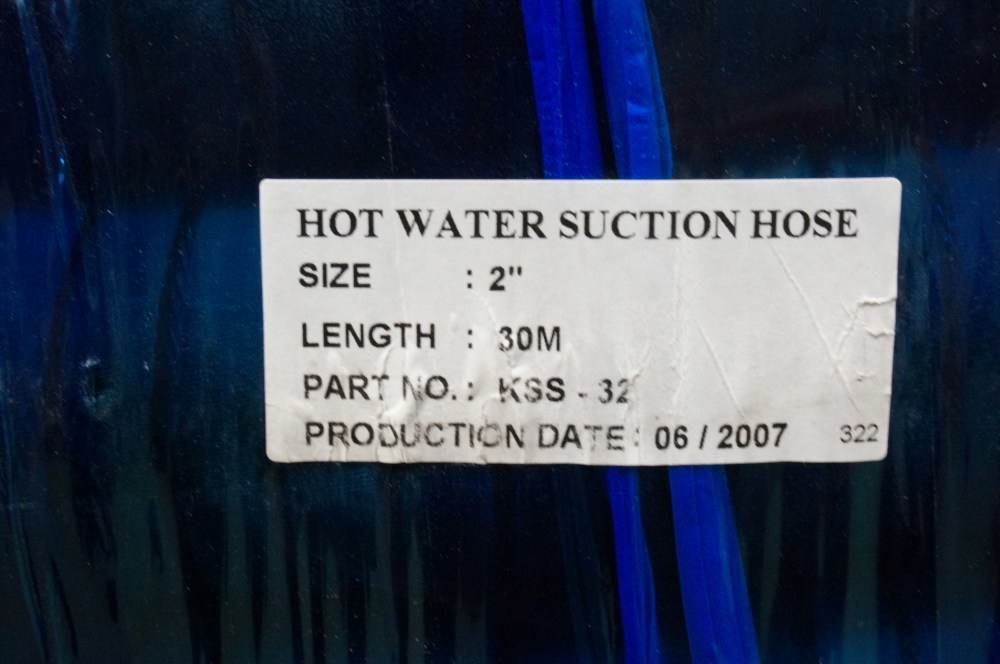 HOT WATER SUCTION HOSE
SIZE : 2"
LENGTH : 30M
PART NO. : KSS - 32
PRODUCTION DATE : 06 / 2007 322